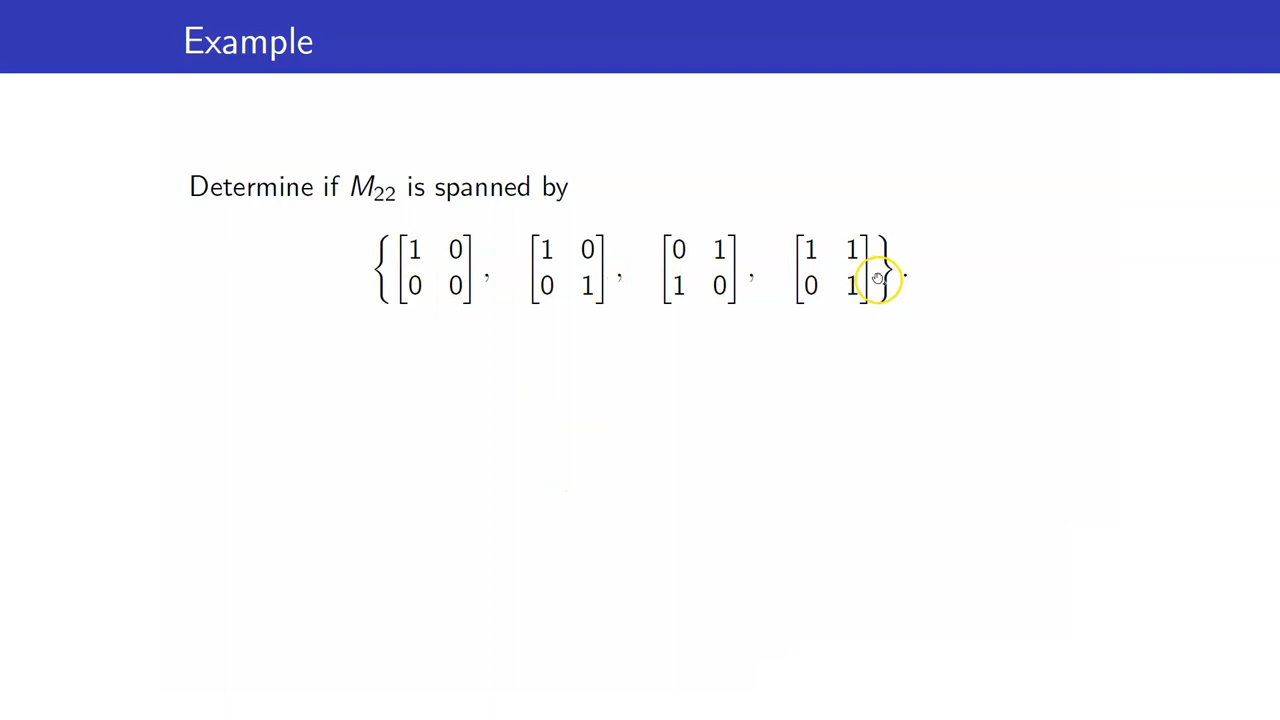 Example
Determine if M₂₂ is spanned by
{[1 0; 0 0], [1 0; 0 1], [0 1; 1 0], [1 1; 0 1]}.